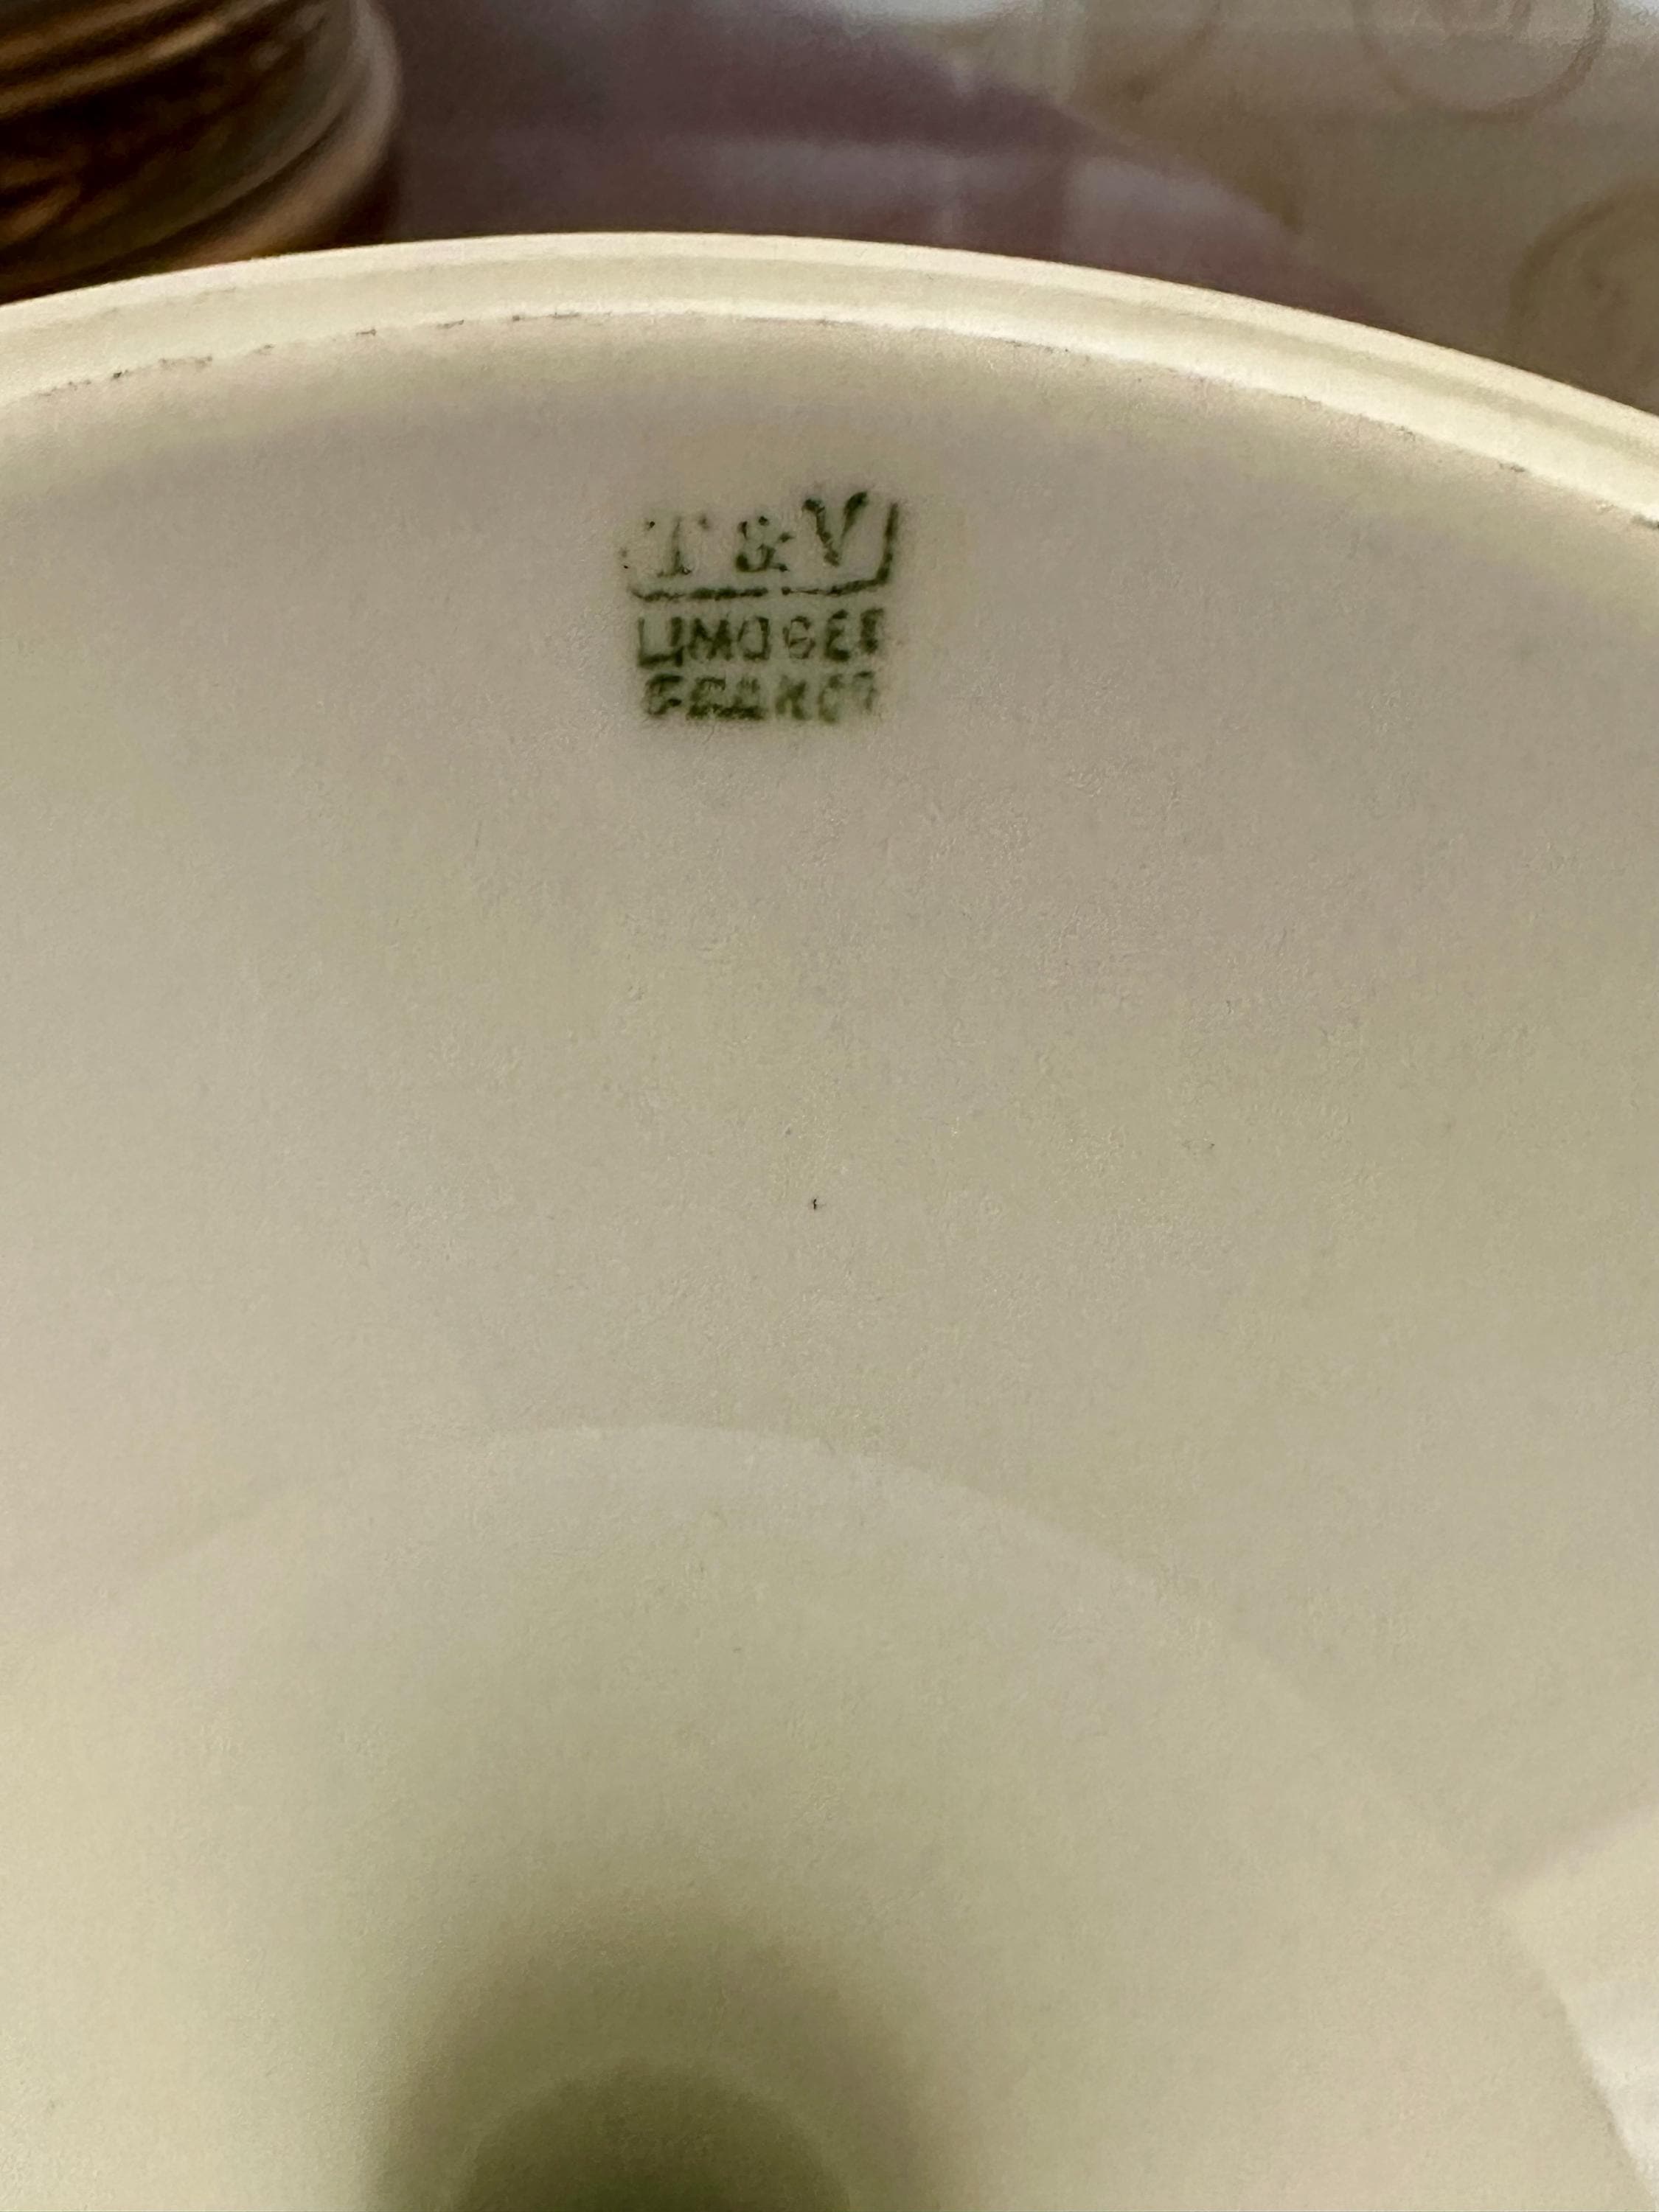 T & V
LIMOGES
FRANCE